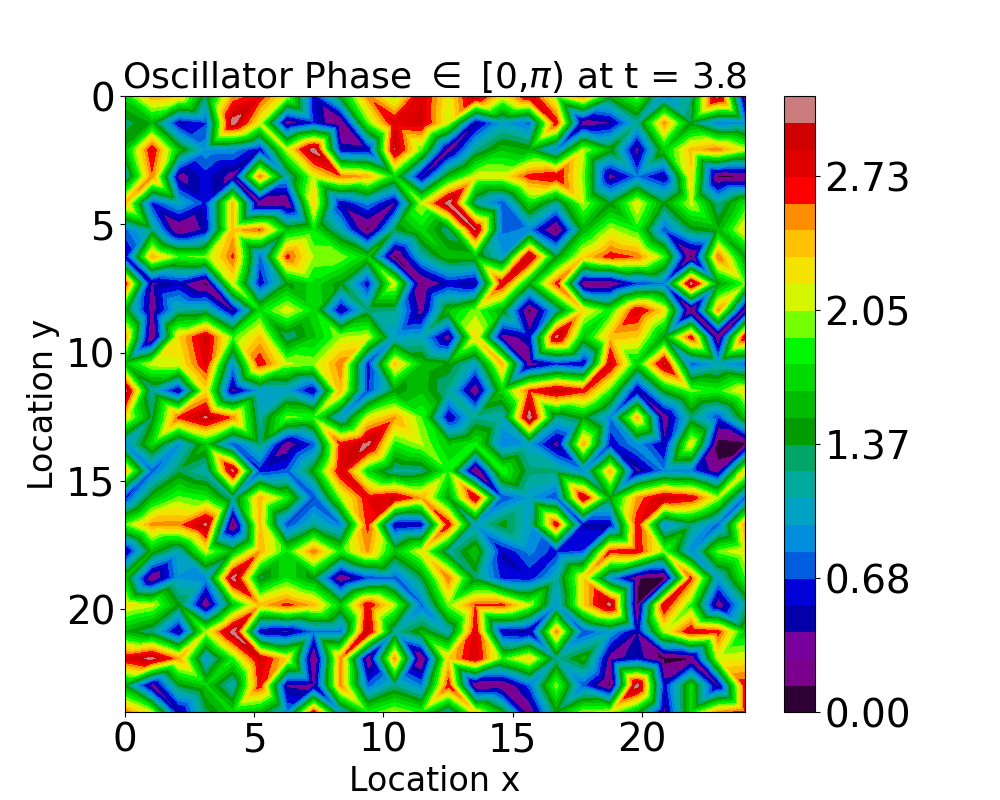 Oscillator Phase ∈ [0,π) at t = 3.8
0
5
10
15
20
Location y
0 5 10 15 20
Location x
2.73
2.05
1.37
0.68
0.00